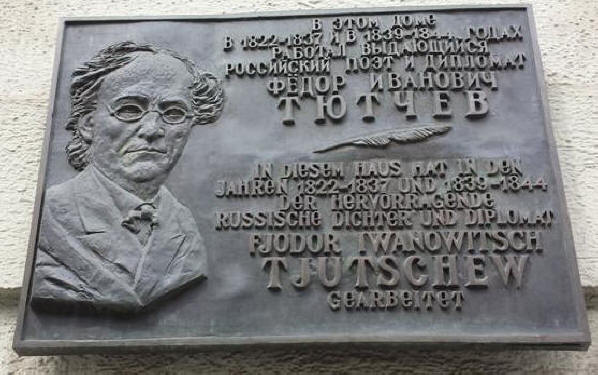 В ЭТОМ ДОМЕ
В 1822-1837 И В 1839-1844 ГОДАХ
РАБОТАЛ ВЫДАЮЩИЙСЯ
РОССИЙСКИЙ ПОЭТ И ДИПЛОМАТ
ФЁДОР ИВАНОВИЧ
ТЮТЧЕВ
IN DIESEM HAUS HAT IN DEN
JAHREN 1822-1837 UND 1839-1844
DER HERVORRAGENDE
RUSSISCHE DICHTER UND DIPLOMAT
FJODOR IWANOWITSCH
TJUTSCHEW
GEARBEITET